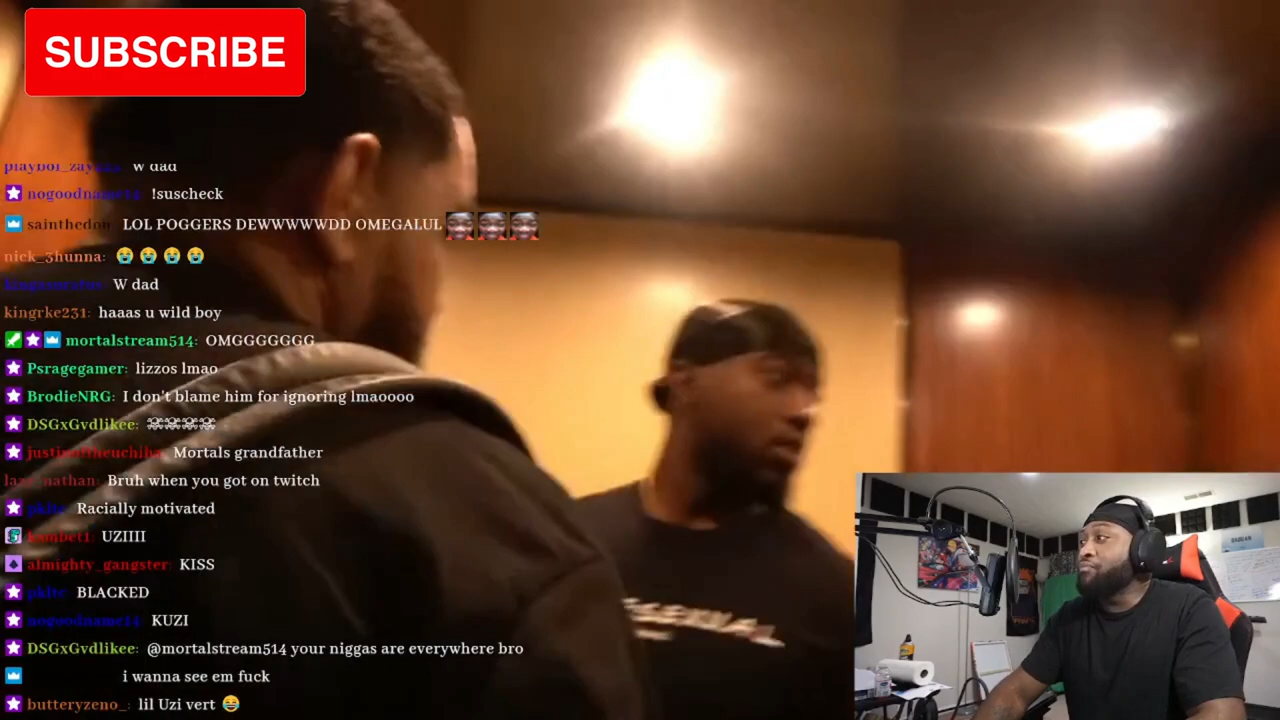 SUBSCRIBE
W dad
!suscheck
LOL POGGERS DEWWWWWDD OMEGALUL
nick_3hunna:
W dad
kingrke231: haaas u wild boy
mortalstream514: OMGGGGGGG
Psragegamer: lizzos lmao
BrodieNRG: I don't blame him for ignoring lmaoooo
DSGxGvdlikee:
Mortals grandfather
Bruh when you got on twitch
Racially motivated
UZIIII
almighty_gangster: KISS
BLACKED
nogoodname14 KUZI
DSGxGvdlikee: @mortalstream514 your niggas are everywhere bro
i wanna see em fuck
butteryzeno_: lil Uzi vert